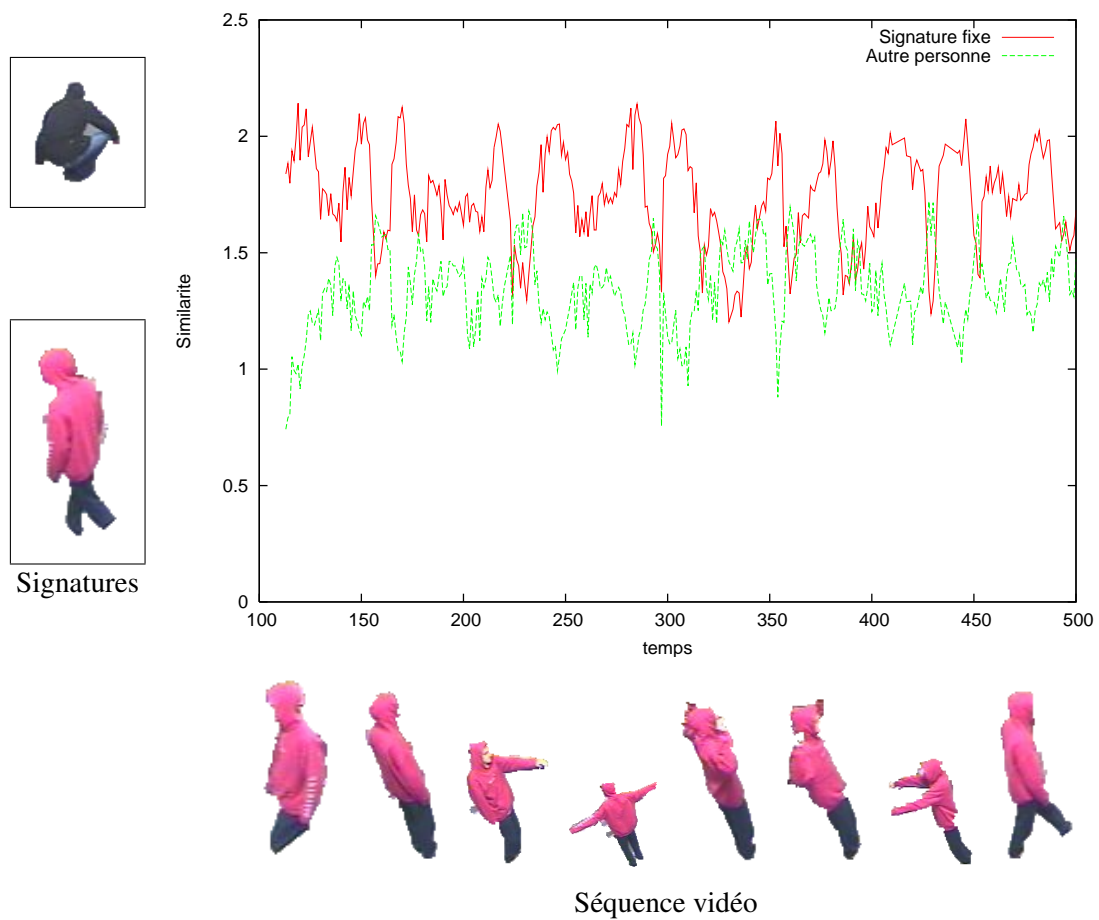 2.5
2
1.5
1
0.5
0
Similarite
Signature fixe
Autre personne
100 150 200 250 300 350 400 450 500
temps
Signatures
Séquence vidéo